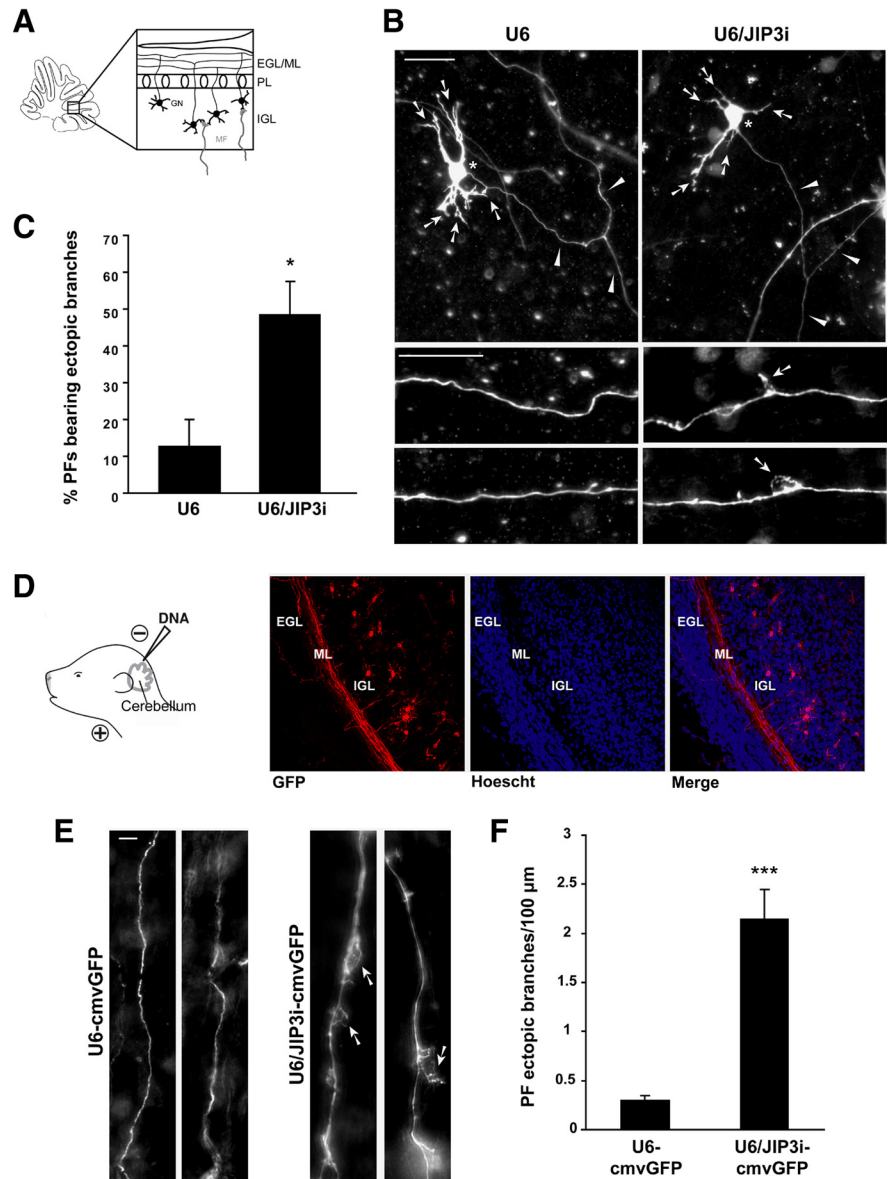 A
EGL/ML
PL
GN
IGL
MF
B
U6
U6/JIP3i
*
*
C
% PFs bearing ectopic branches
70
60
50
40
30
20
10
0
*
U6
U6/JIP3i
D
DNA
−
Cerebellum
+
EGL
ML
IGL
GFP
EGL
ML
IGL
Hoescht
EGL
ML
IGL
Merge
E
U6-cmvGFP
U6/JIP3i-cmvGFP
F
PF ectopic branches/100 μm
3
2.5
2
1.5
1
0.5
0
***
U6-
cmvGFP
U6/JIP3i-
cmvGFP